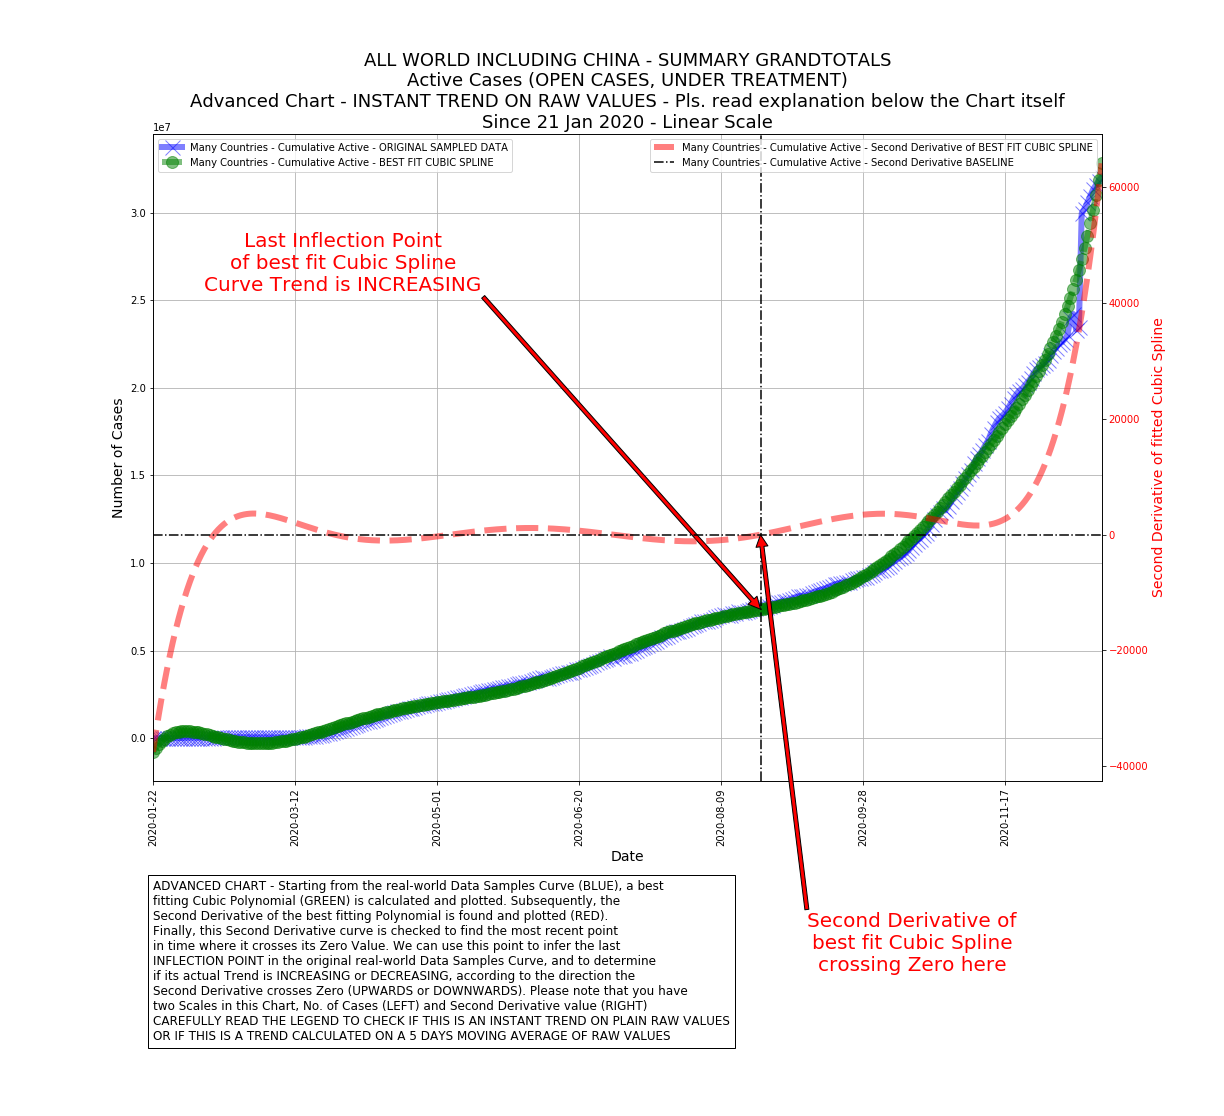 ALL WORLD INCLUDING CHINA - SUMMARY GRANDTOTALS
Active Cases (OPEN CASES, UNDER TREATMENT)
Advanced Chart - INSTANT TREND ON RAW VALUES - Pls. read explanation below the Chart itself
Since 21 Jan 2020 - Linear Scale
1e7
Many Countries - Cumulative Active - ORIGINAL SAMPLED DATA
Many Countries - Cumulative Active - BEST FIT CUBIC SPLINE
Many Countries - Cumulative Active - Second Derivative of BEST FIT CUBIC SPLINE
Many Countries - Cumulative Active - Second Derivative BASELINE
Last Inflection Point
of best fit Cubic Spline
Curve Trend is INCREASING
3.0
2.5
2.0
1.5
1.0
0.5
0.0
Number of Cases
60000
40000
20000
0
−20000
−40000
Second Derivative of fitted Cubic Spline
2020-01-22
2020-03-12
2020-05-01
2020-06-20
2020-08-09
2020-09-28
2020-11-17
Date
Second Derivative of
best fit Cubic Spline
crossing Zero here
ADVANCED CHART - Starting from the real-world Data Samples Curve (BLUE), a best
fitting Cubic Polynomial (GREEN) is calculated and plotted. Subsequently, the
Second Derivative of the best fitting Polynomial is found and plotted (RED).
Finally, this Second Derivative curve is checked to find the most recent point
in time where it crosses its Zero Value. We can use this point to infer the last
INFLECTION POINT in the original real-world Data Samples Curve, and to determine
if its actual Trend is INCREASING or DECREASING, according to the direction the
Second Derivative crosses Zero (UPWARDS or DOWNWARDS). Please note that you have
two Scales in this Chart, No. of Cases (LEFT) and Second Derivative value (RIGHT)
CAREFULLY READ THE LEGEND TO CHECK IF THIS IS AN INSTANT TREND ON PLAIN RAW VALUES
OR IF THIS IS A TREND CALCULATED ON A 5 DAYS MOVING AVERAGE OF RAW VALUES